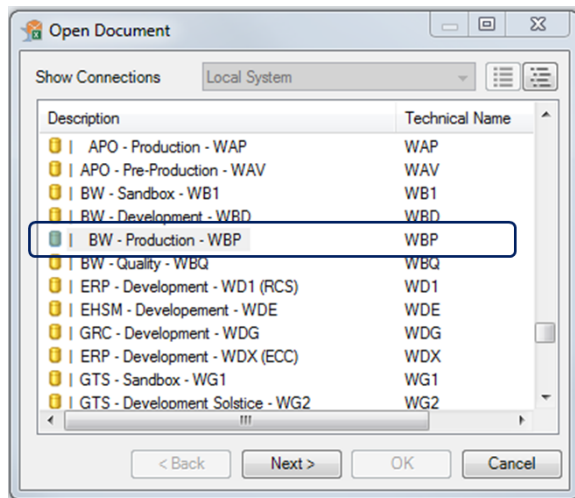 Open Document
Show Connections Local System
Description Technical Name
| APO - Production - WAP WAP
| APO - Pre-Production - WAV WAV
| BW - Sandbox - WB1 WB1
| BW - Development - WBD WBD
| BW - Production - WBP WBP
| BW - Quality - WBQ WBQ
| ERP - Development - WD1 (RCS) WD1
| EHSM - Developement - WDE WDE
| GRC - Development - WDG WDG
| ERP - Development - WDX (ECC) WDX
| GTS - Sandbox - WG1 WG1
| GTS - Development Solstice - WG2 WG2
< Back Next > OK Cancel